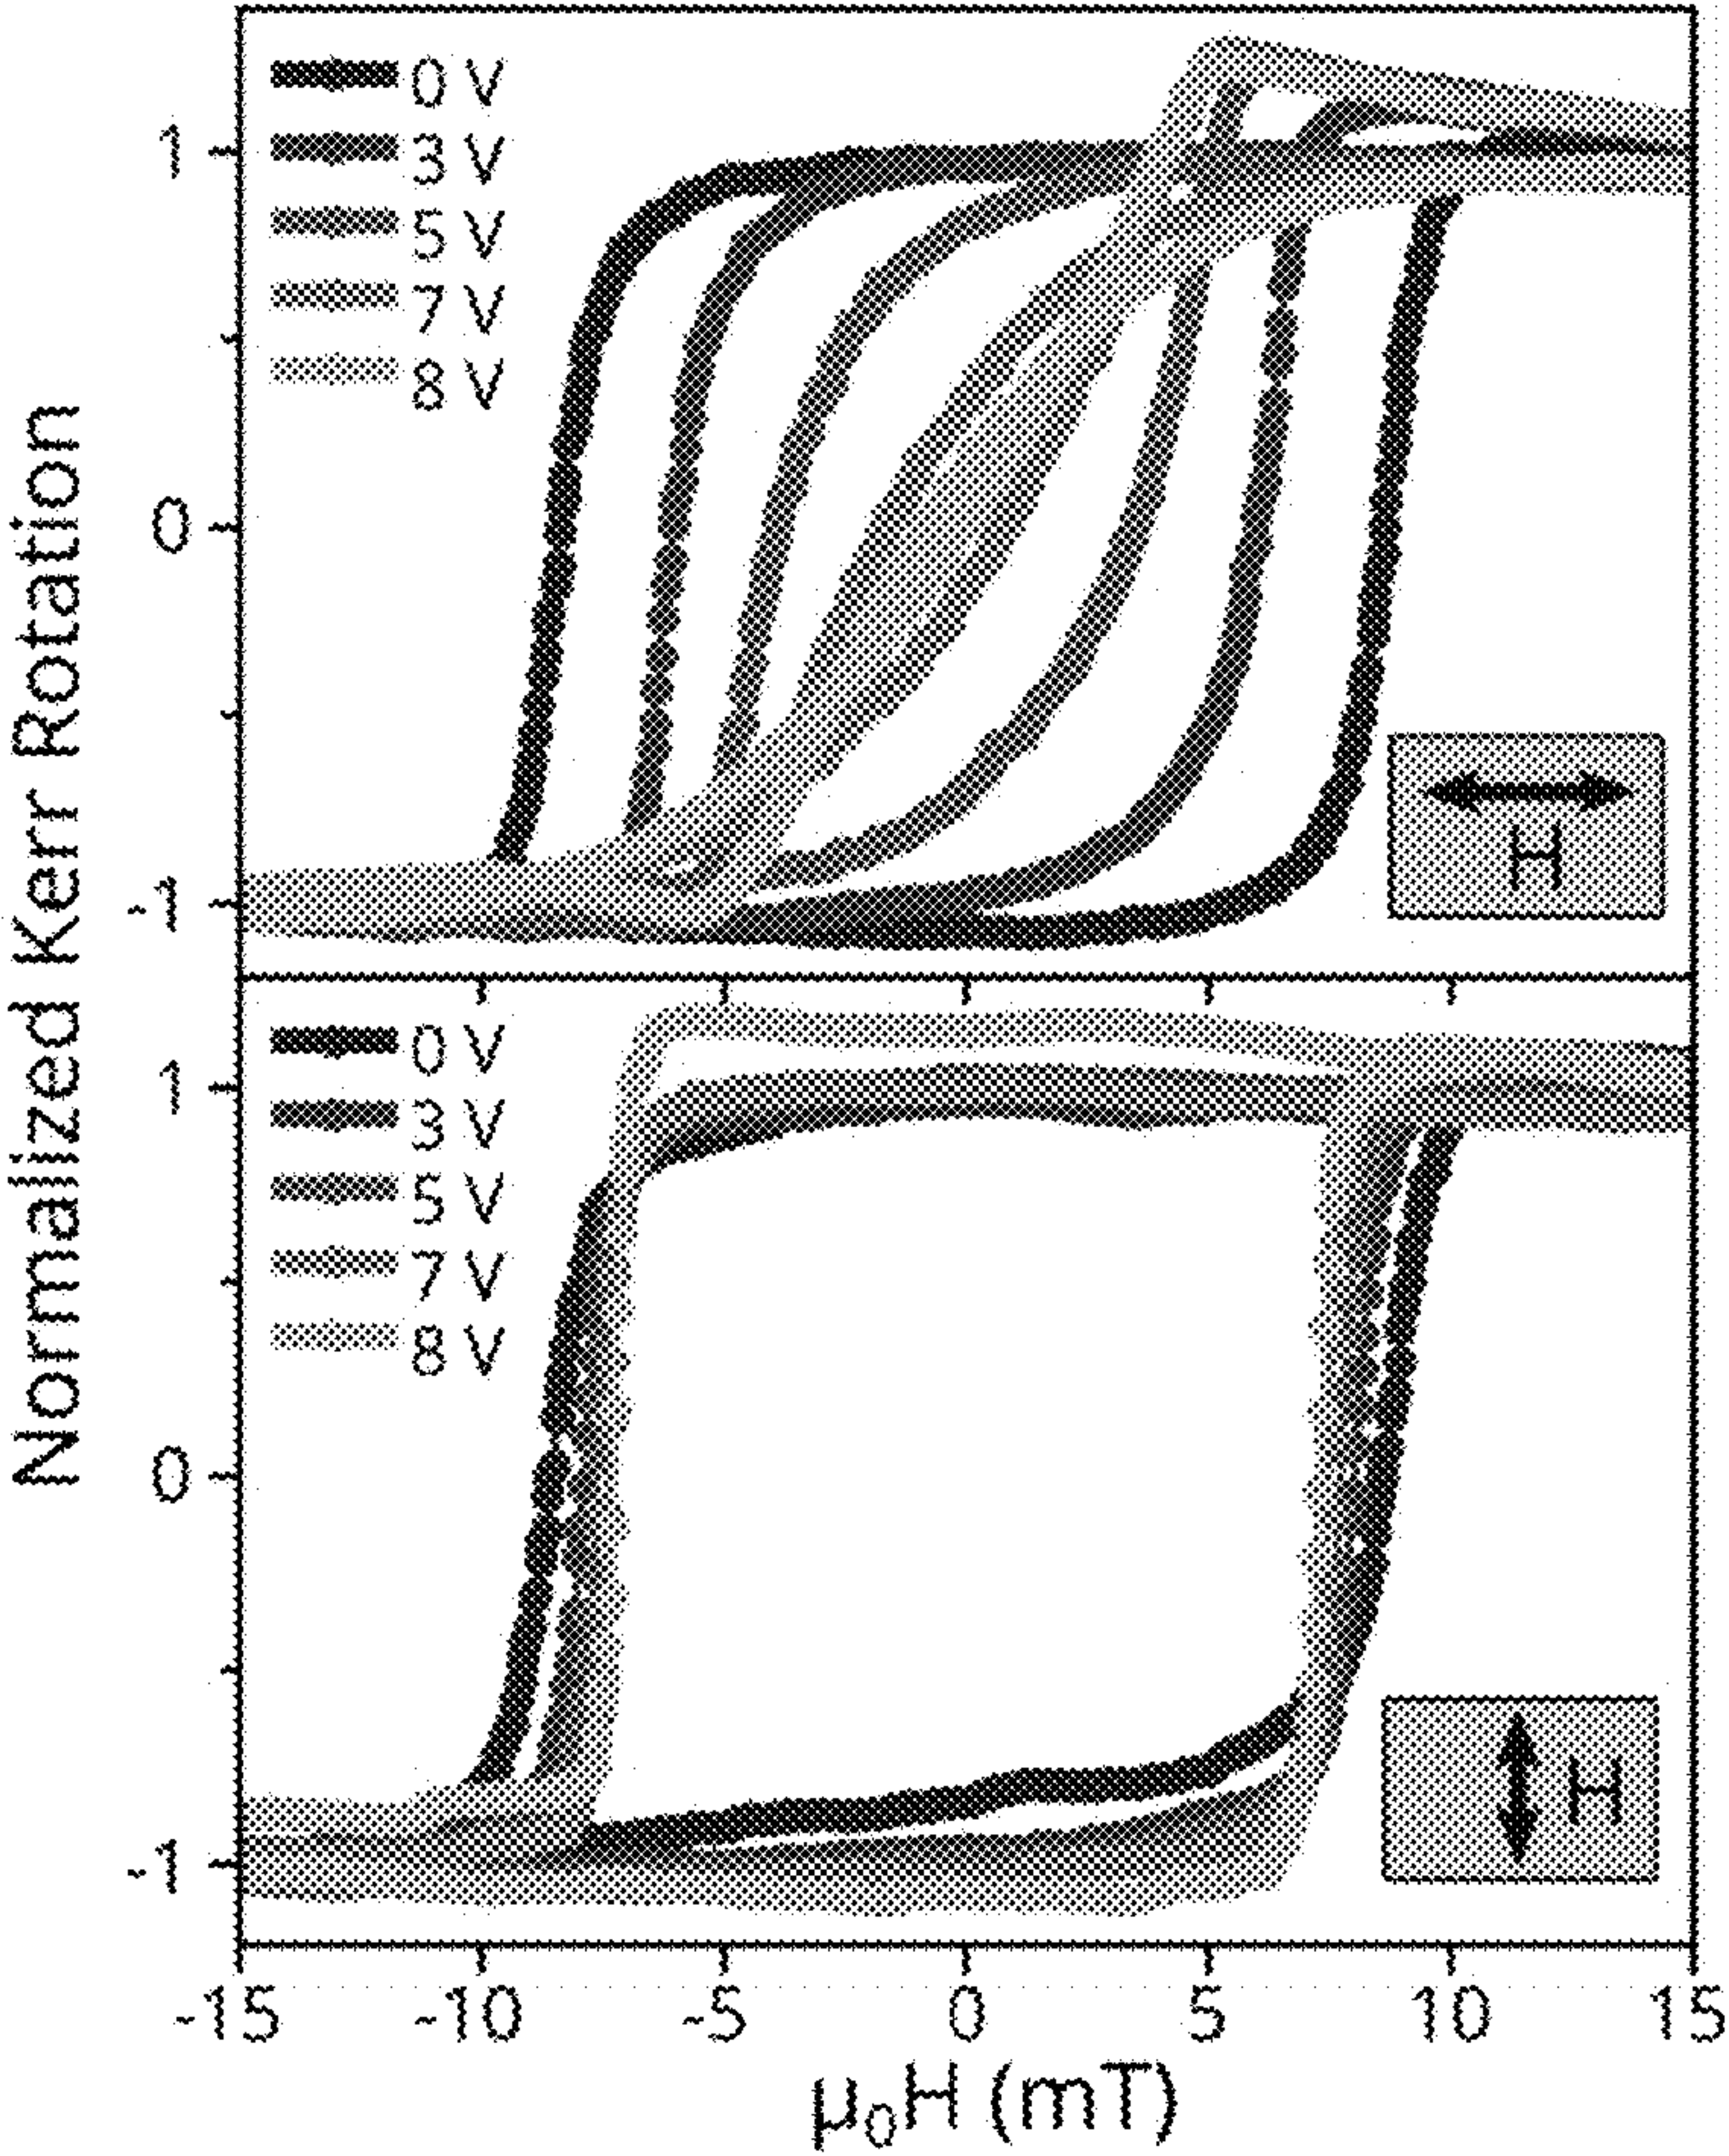 Normalized Kerr Rotation
0 V
3 V
5 V
7 V
8 V
1
0
-1
H
0 V
3 V
5 V
7 V
8 V
1
0
-1
H
-15 -10 -5 0 5 10 15
μ₀H (mT)